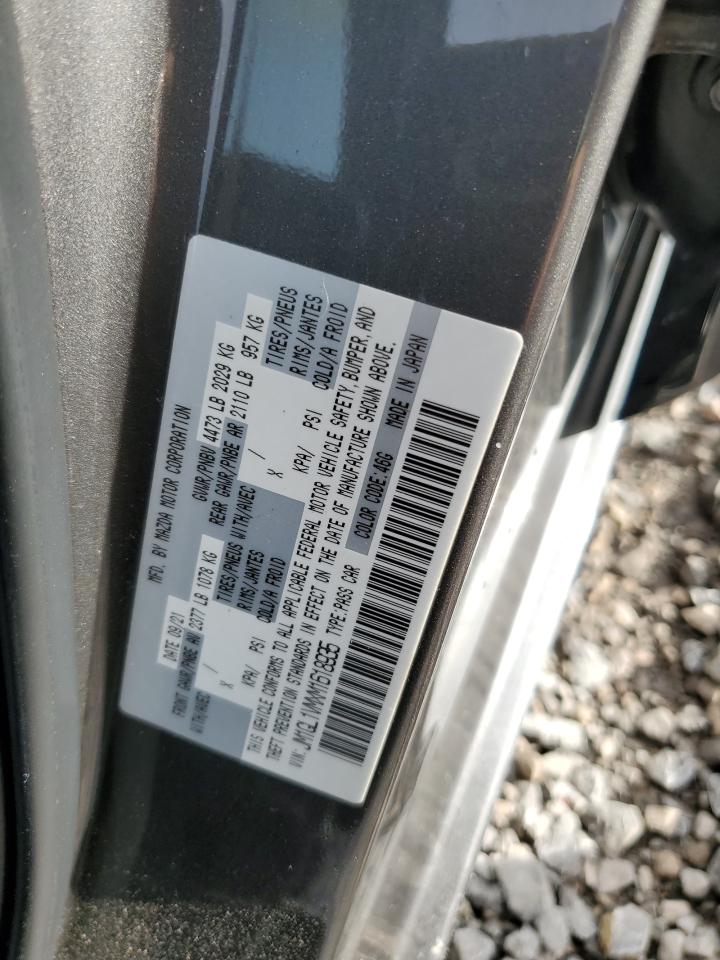 MFD. BY MAZDA MOTOR CORPORATION
DATE 09/21 GVWR/PNBV 4473 LB 2029 KG
FRONT GAWR/PNBE AV 2377 LB 1078 KG REAR GAWR/PNBE AR 2110 LB 957 KG
WITH/AVEC TIRES/PNEUS WITH/AVEC TIRES/PNEUS
X / RIMS/JANTES X / RIMS/JANTES
KPA/ PSI COLD/A FROID KPA/ PSI COLD/A FROID
THIS VEHICLE CONFORMS TO ALL APPLICABLE FEDERAL MOTOR VEHICLE SAFETY, BUMPER, AND
THEFT PREVENTION STANDARDS IN EFFECT ON THE DATE OF MANUFACTURE SHOWN ABOVE.
COLOR CODE:46G MADE IN JAPAN
TYPE:PASS CAR